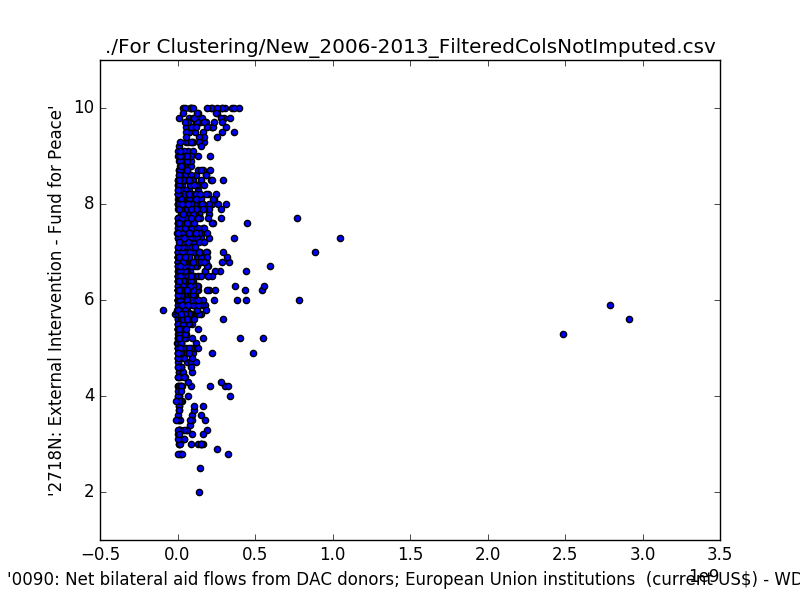 ./For Clustering/New_2006-2013_FilteredColsNotImputed.csv
'2718N: External Intervention - Fund for Peace'
10
8
6
4
2
−0.5 0.0 0.5 1.0 1.5 2.0 2.5 3.0 3.5
1e9
'0090: Net bilateral aid flows from DAC donors; European Union institutions (current US$) - WD